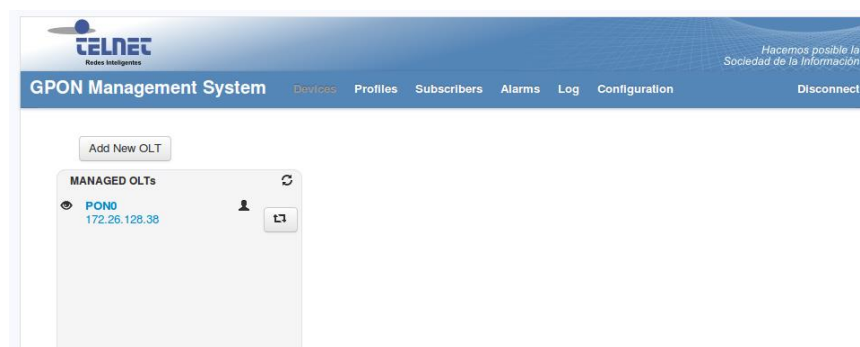 TELNET
Redes Inteligentes
Hacemos posible la
Sociedad de la Información
GPON Management System Devices Profiles Subscribers Alarms Log Configuration Disconnect
Add New OLT
MANAGED OLTs
PON0
172.26.128.38